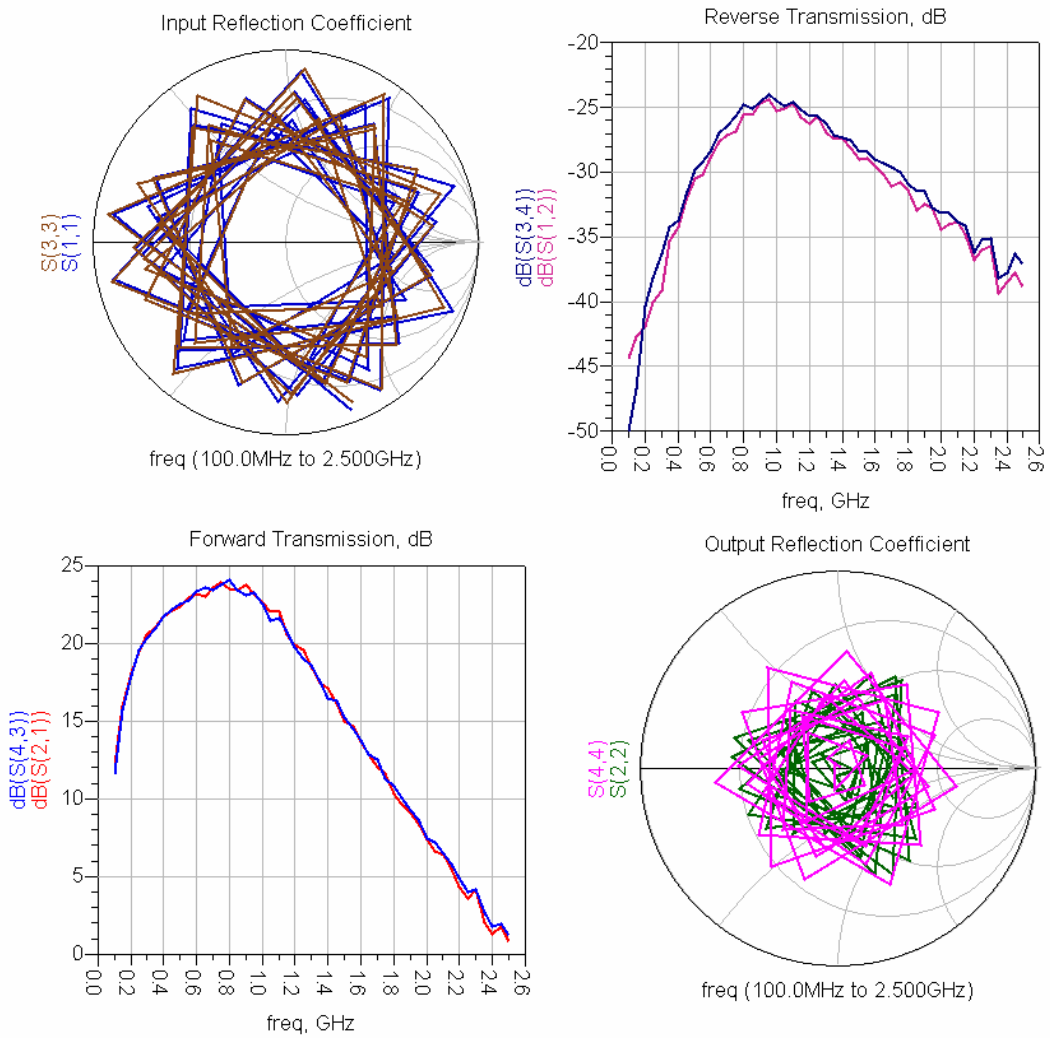 Input Reflection Coefficient
S(3,3)
S(1,1)
freq (100.0MHz to 2.500GHz)
Reverse Transmission, dB
dB(S(3,4))
dB(S(1,2))
-20
-25
-30
-35
-40
-45
-50
0.0 0.2 0.4 0.6 0.8 1.0 1.2 1.4 1.6 1.8 2.0 2.2 2.4 2.6
freq, GHz
Forward Transmission, dB
dB(S(4,3))
dB(S(2,1))
25
20
15
10
5
0
0.0 0.2 0.4 0.6 0.8 1.0 1.2 1.4 1.6 1.8 2.0 2.2 2.4 2.6
freq, GHz
Output Reflection Coefficient
S(4,4)
S(2,2)
freq (100.0MHz to 2.500GHz)